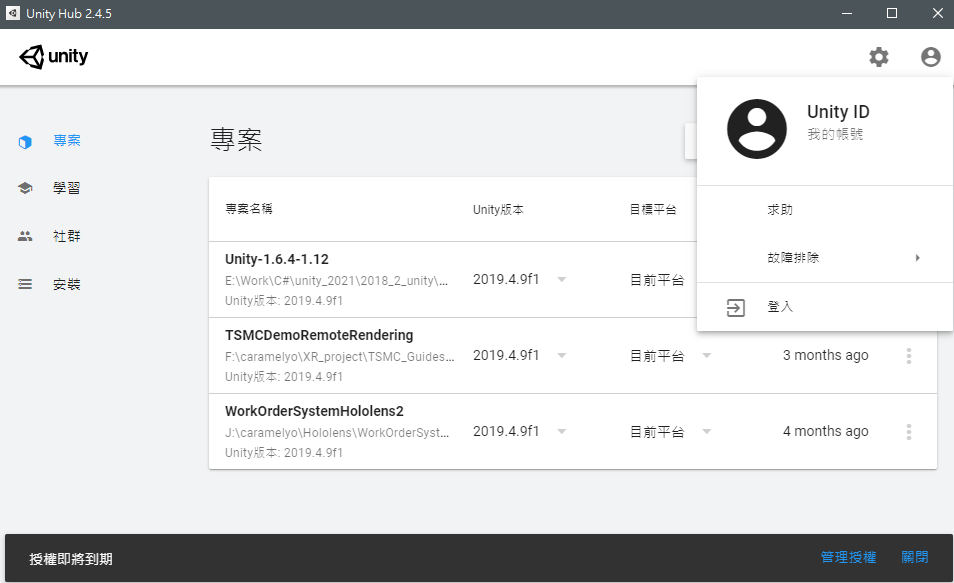 Unity Hub 2.4.5
unity
Unity ID
我的帳號
求助
故障排除
登入
專案
學習
社群
安裝
專案
專案名稱 Unity版本 目標平台
Unity-1.6.4-1.12
E:\Work\C#\unity_2021\2018_2_unity\...
Unity版本: 2019.4.9f1
2019.4.9f1 目前平台
TSMCDemoRemoteRendering
F:\caramelyo\XR_project\TSMC_Guides...
Unity版本: 2019.4.9f1
2019.4.9f1 目前平台 3 months ago
WorkOrderSystemHololens2
J:\caramelyo\Hololens\WorkOrderSyst...
Unity版本: 2019.4.9f1
2019.4.9f1 目前平台 4 months ago
授權即將到期 管理授權 關閉